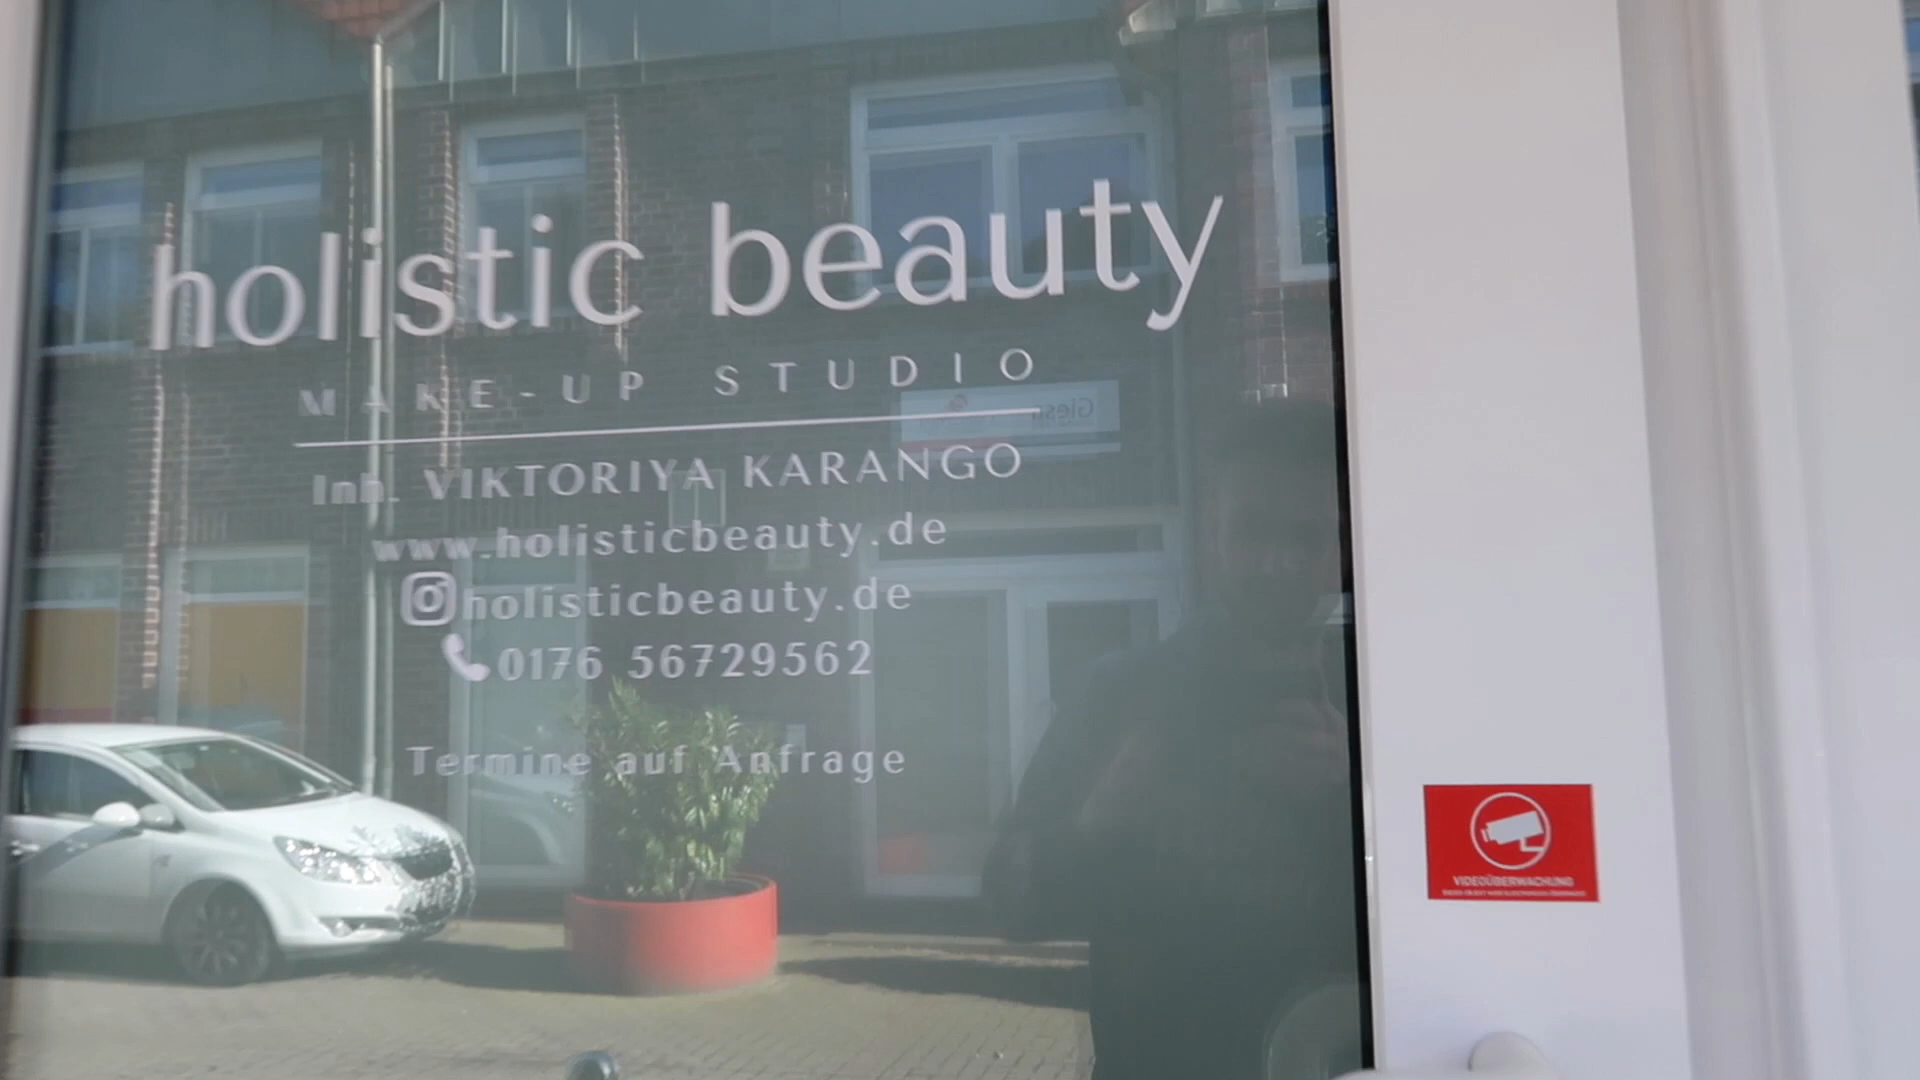 holistic beauty
MAKE-UP STUDIO
Inh. VIKTORIYA KARANGO
www.holisticbeauty.de
holisticbeauty.de
0176 56729562
Termine auf Anfrage
VIDEOÜBERWACHUNG